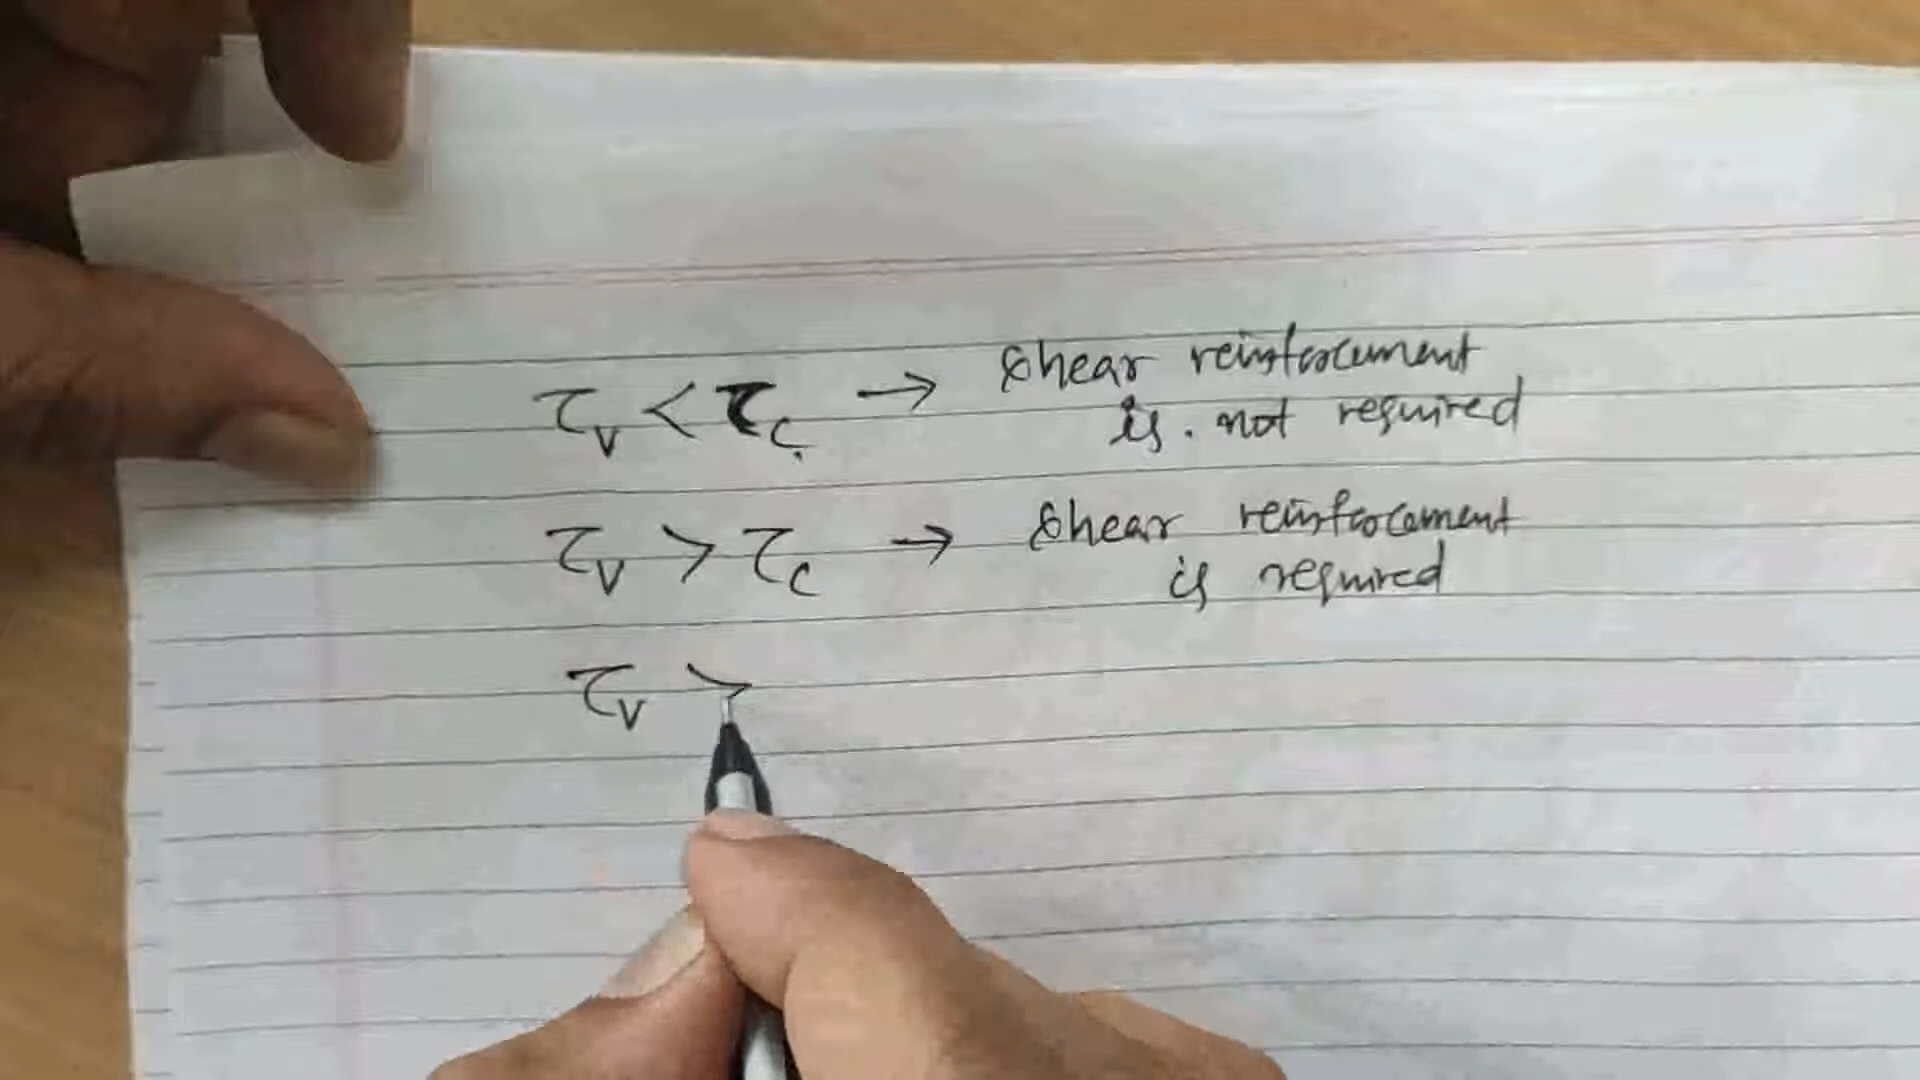 τv < τc → shear reinforcement
is. not required
τv > τc → shear reinforcement
is required
τv >